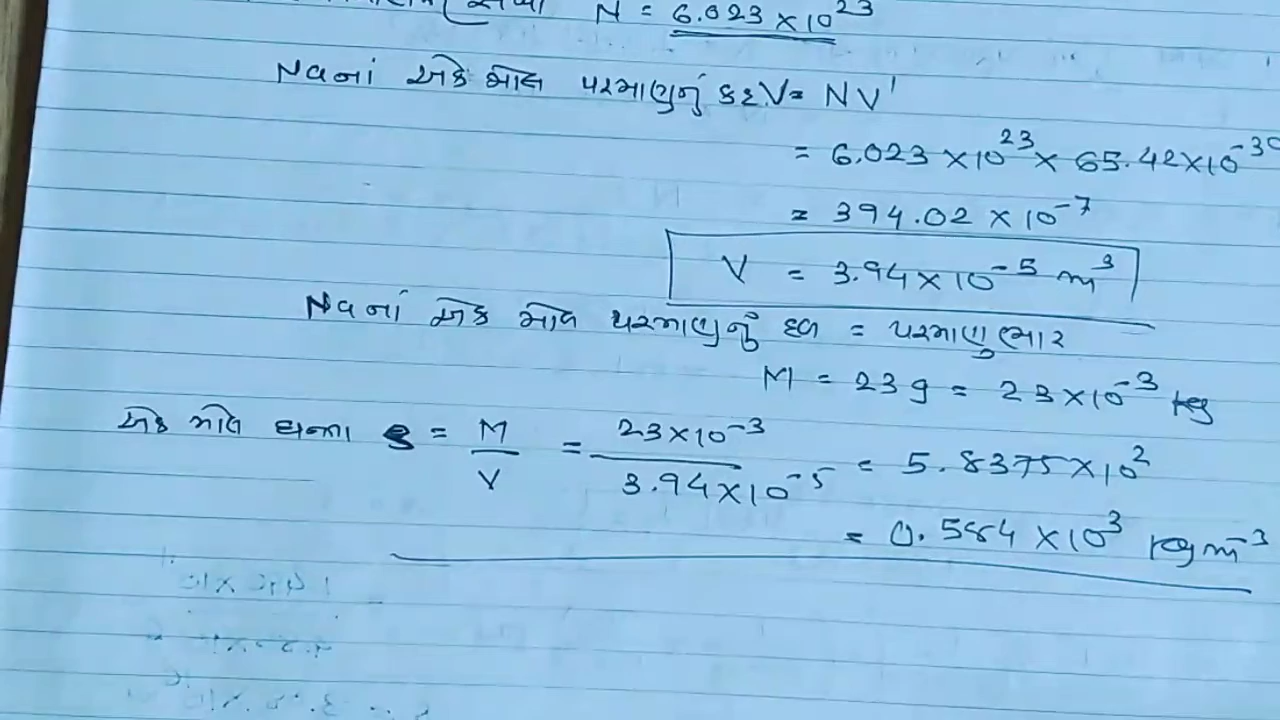 N = 6.023 × 10²³
Naનાં એક મોલ પરમાણુનું કદ V = NV'
= 6.023 × 10²³ × 65.42 × 10⁻³⁰
= 394.02 × 10⁻⁷
V = 3.94 × 10⁻⁵ m³
Naનાં એક મોલ પરમાણુનું દળ = પરમાણુભાર
M = 23 g = 23 × 10⁻³ kg
એક મોલ ઘનતા ρ = M/V = 23 × 10⁻³ / 3.94 × 10⁻⁵ = 5.8375 × 10²
= 0.584 × 10³ kg m⁻³